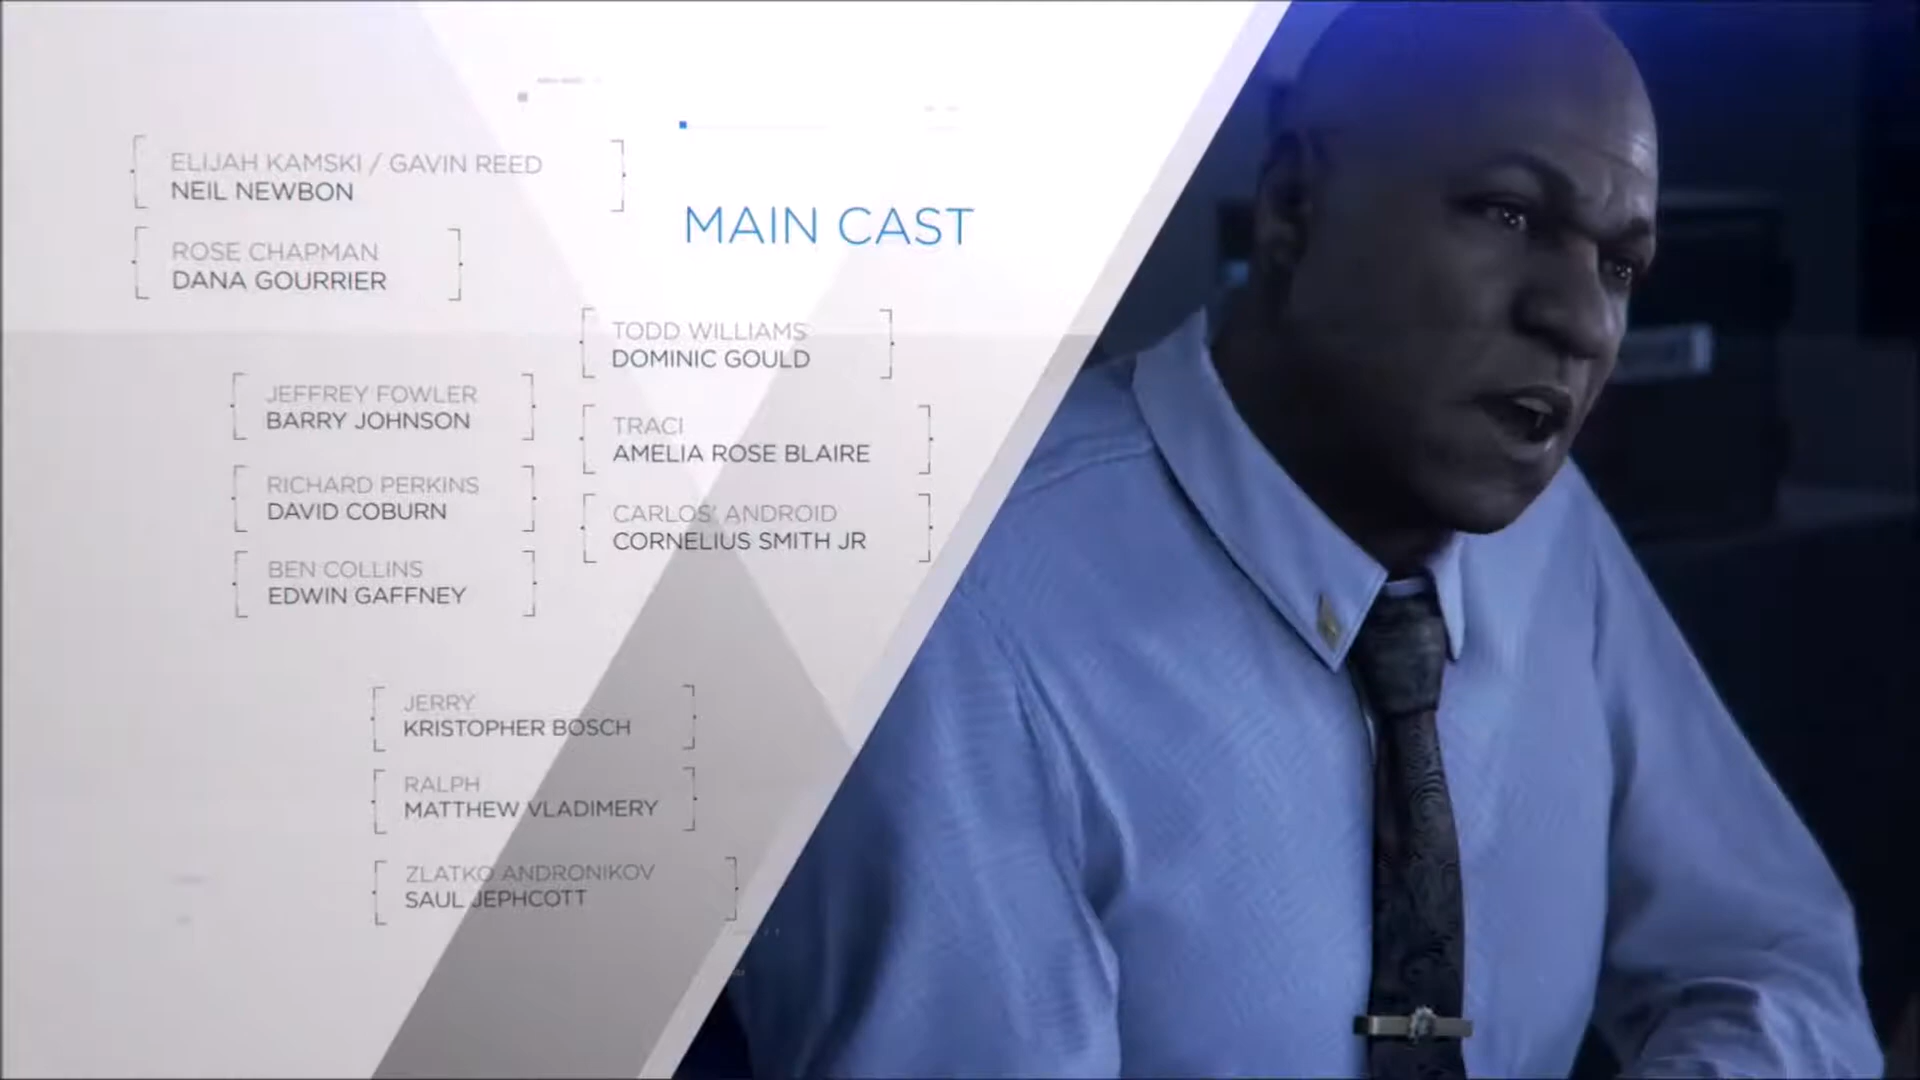 MAIN CAST
ELIJAH KAMSKI / GAVIN REED
NEIL NEWBON
ROSE CHAPMAN
DANA GOURRIER
TODD WILLIAMS
DOMINIC GOULD
TRACI
AMELIA ROSE BLAIRE
CARLOS' ANDROID
CORNELIUS SMITH JR
JEFFREY FOWLER
BARRY JOHNSON
RICHARD PERKINS
DAVID COBURN
BEN COLLINS
EDWIN GAFFNEY
JERRY
KRISTOPHER BOSCH
RALPH
MATTHEW VLADIMERY
ZLATKO ANDRONIKOV
SAUL JEPHCOTT